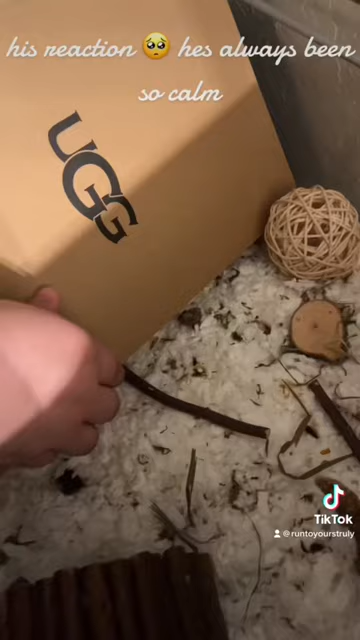 his reaction 🥺 hes always been
so calm
UGG
TikTok
@runtoyourstruly